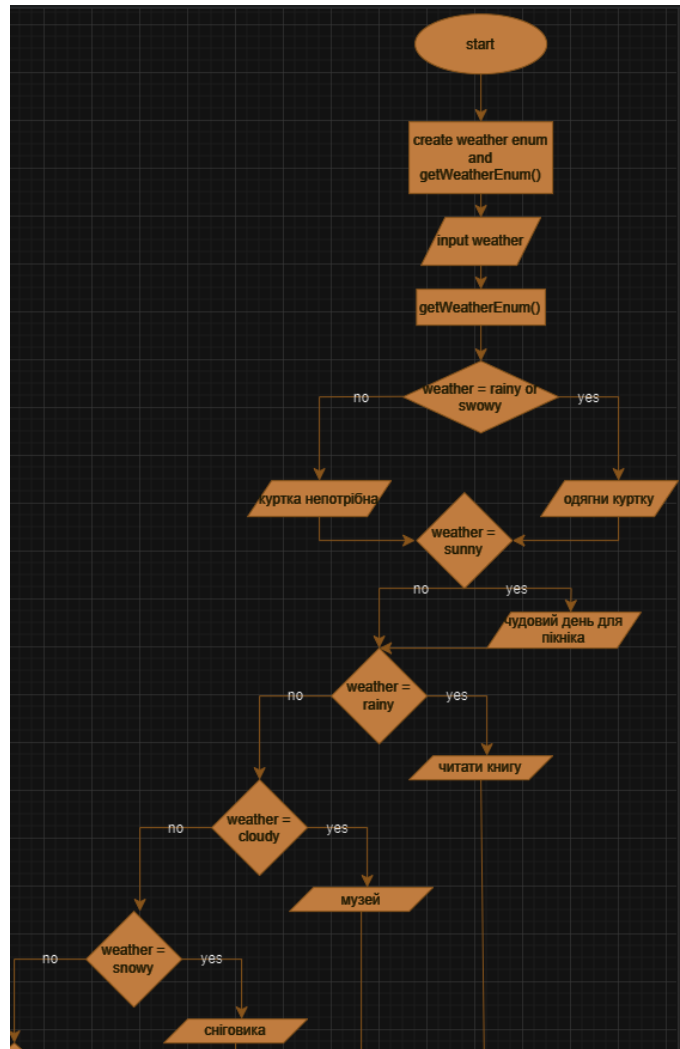 start
create weather enum
and
getWeatherEnum()
input weather
getWeatherEnum()
weather = rainy or
swowy
no
yes
куртка непотрібна
одягни куртку
weather =
sunny
no
yes
чудовий день для
пікніка
weather =
rainy
no
yes
читати книгу
weather =
cloudy
no
yes
музей
weather =
snowy
no
yes
сніговика